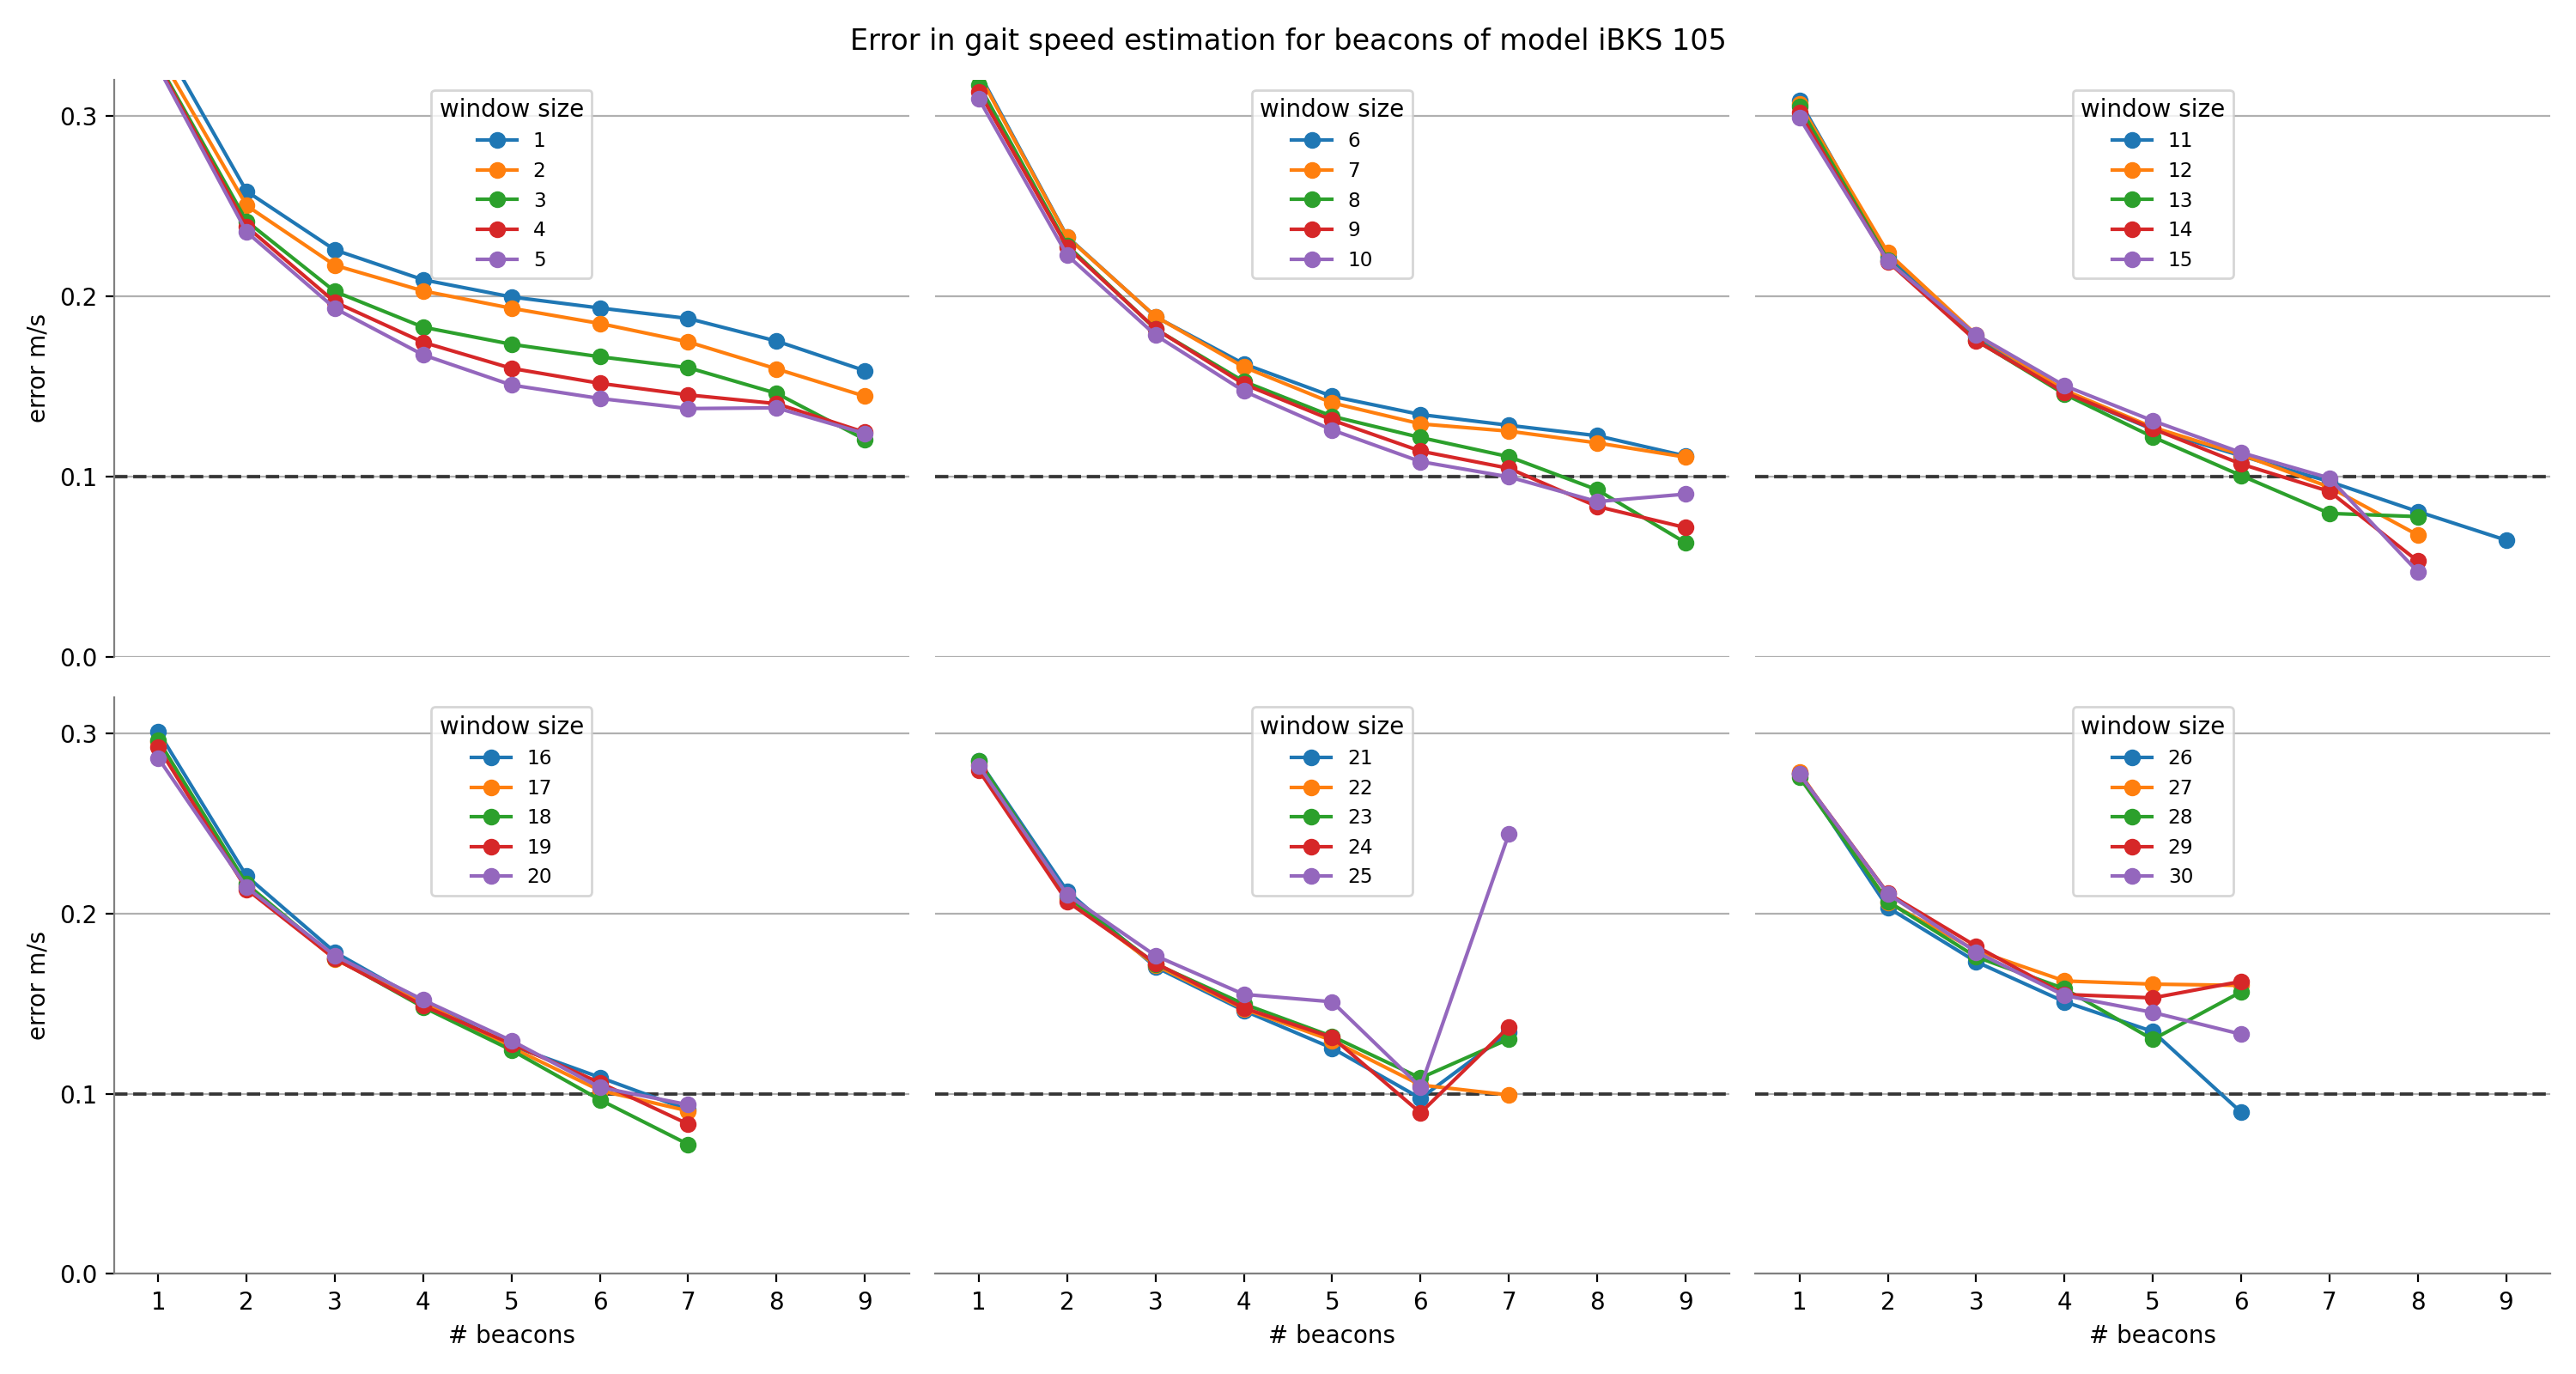 Error in gait speed estimation for beacons of model iBKS 105
error m/s
0.3
0.2
0.1
0.0
window size
1
2
3
4
5
window size
6
7
8
9
10
window size
11
12
13
14
15
error m/s
0.3
0.2
0.1
0.0
window size
16
17
18
19
20
window size
21
22
23
24
25
window size
26
27
28
29
30
1 2 3 4 5 6 7 8 9
# beacons
1 2 3 4 5 6 7 8 9
# beacons
1 2 3 4 5 6 7 8 9
# beacons